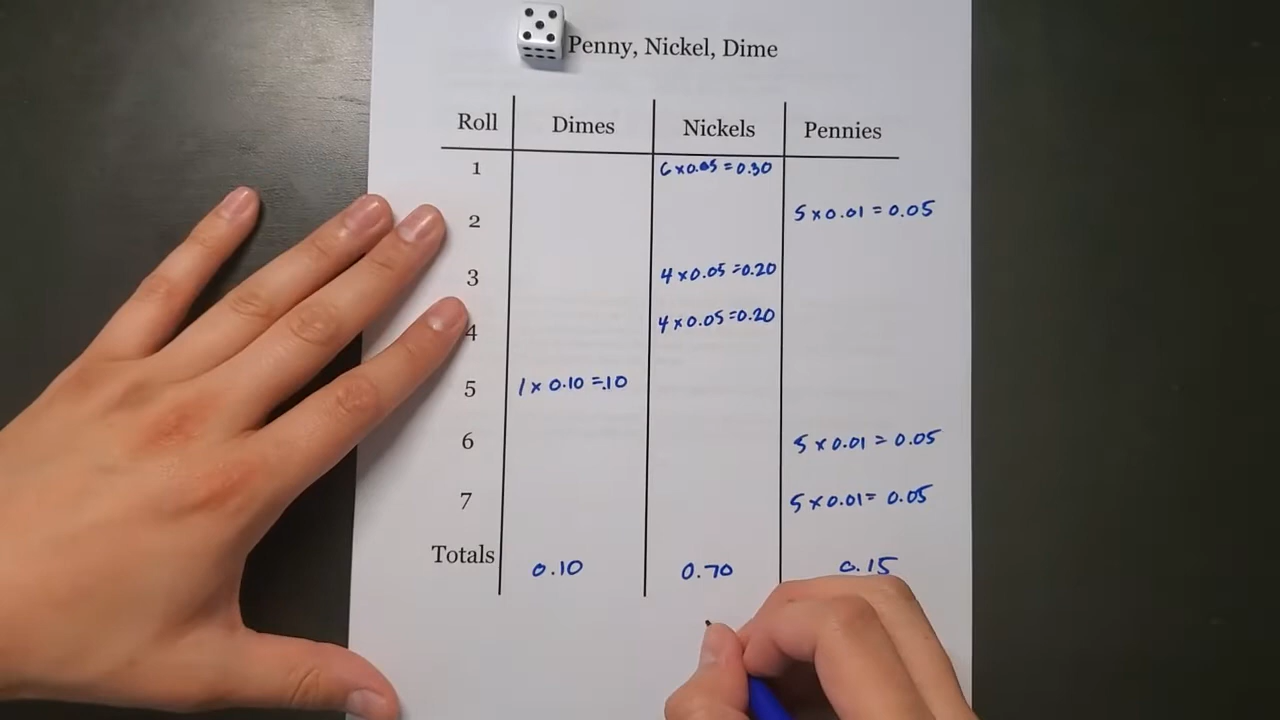 Penny, Nickel, Dime
Roll Dimes Nickels Pennies
1 6 x 0.05 = 0.30
2 5 x 0.01 = 0.05
3 4 x 0.05 = 0.20
4 4 x 0.05 = 0.20
5 1 x 0.10 = .10
6 5 x 0.01 = 0.05
7 5 x 0.01 = 0.05
Totals 0.10 0.70 0.15